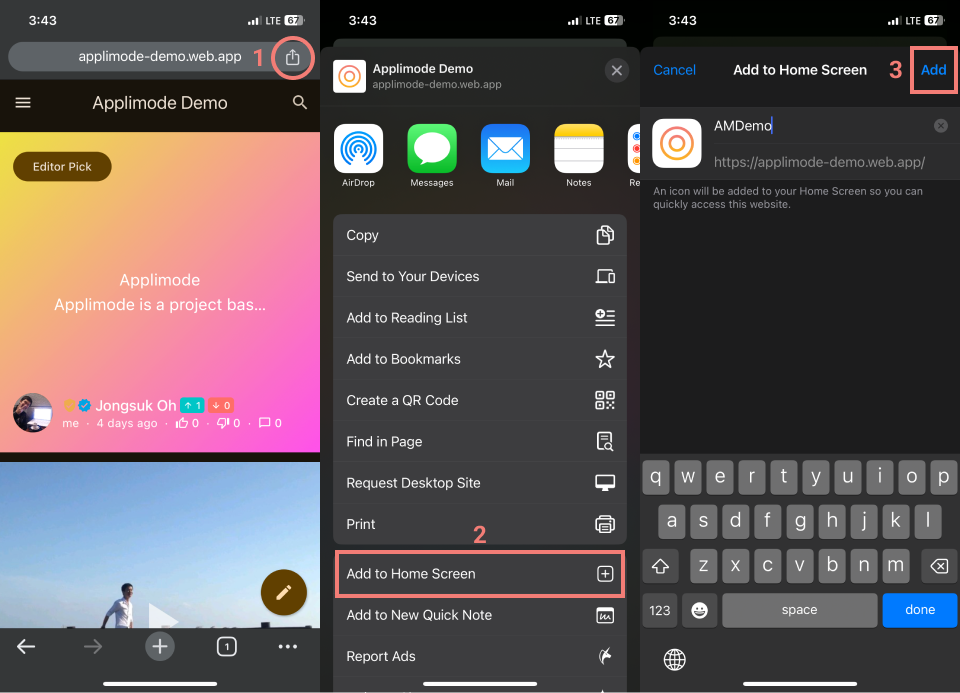 3:43
LTE 67
applimode-demo.web.app
1
Applimode Demo
Editor Pick
Applimode
Applimode is a project bas...
Jongsuk Oh
1
0
me · 4 days ago · 0 · 0 · 0
1
3:43
LTE 67
Applimode Demo
applimode-demo.web.app
AirDrop
Messages
Mail
Notes
Re
Copy
Send to Your Devices
Add to Reading List
Add to Bookmarks
Create a QR Code
Find in Page
Request Desktop Site
Print
2
Add to Home Screen
Add to New Quick Note
Report Ads
3:43
LTE 67
Cancel
Add to Home Screen
3
Add
AMDemo
https://applimode-demo.web.app/
An icon will be added to your Home Screen so you can
quickly access this website.
q w e r t y u i o p
a s d f g h j k l
z x c v b n m
123
space
done